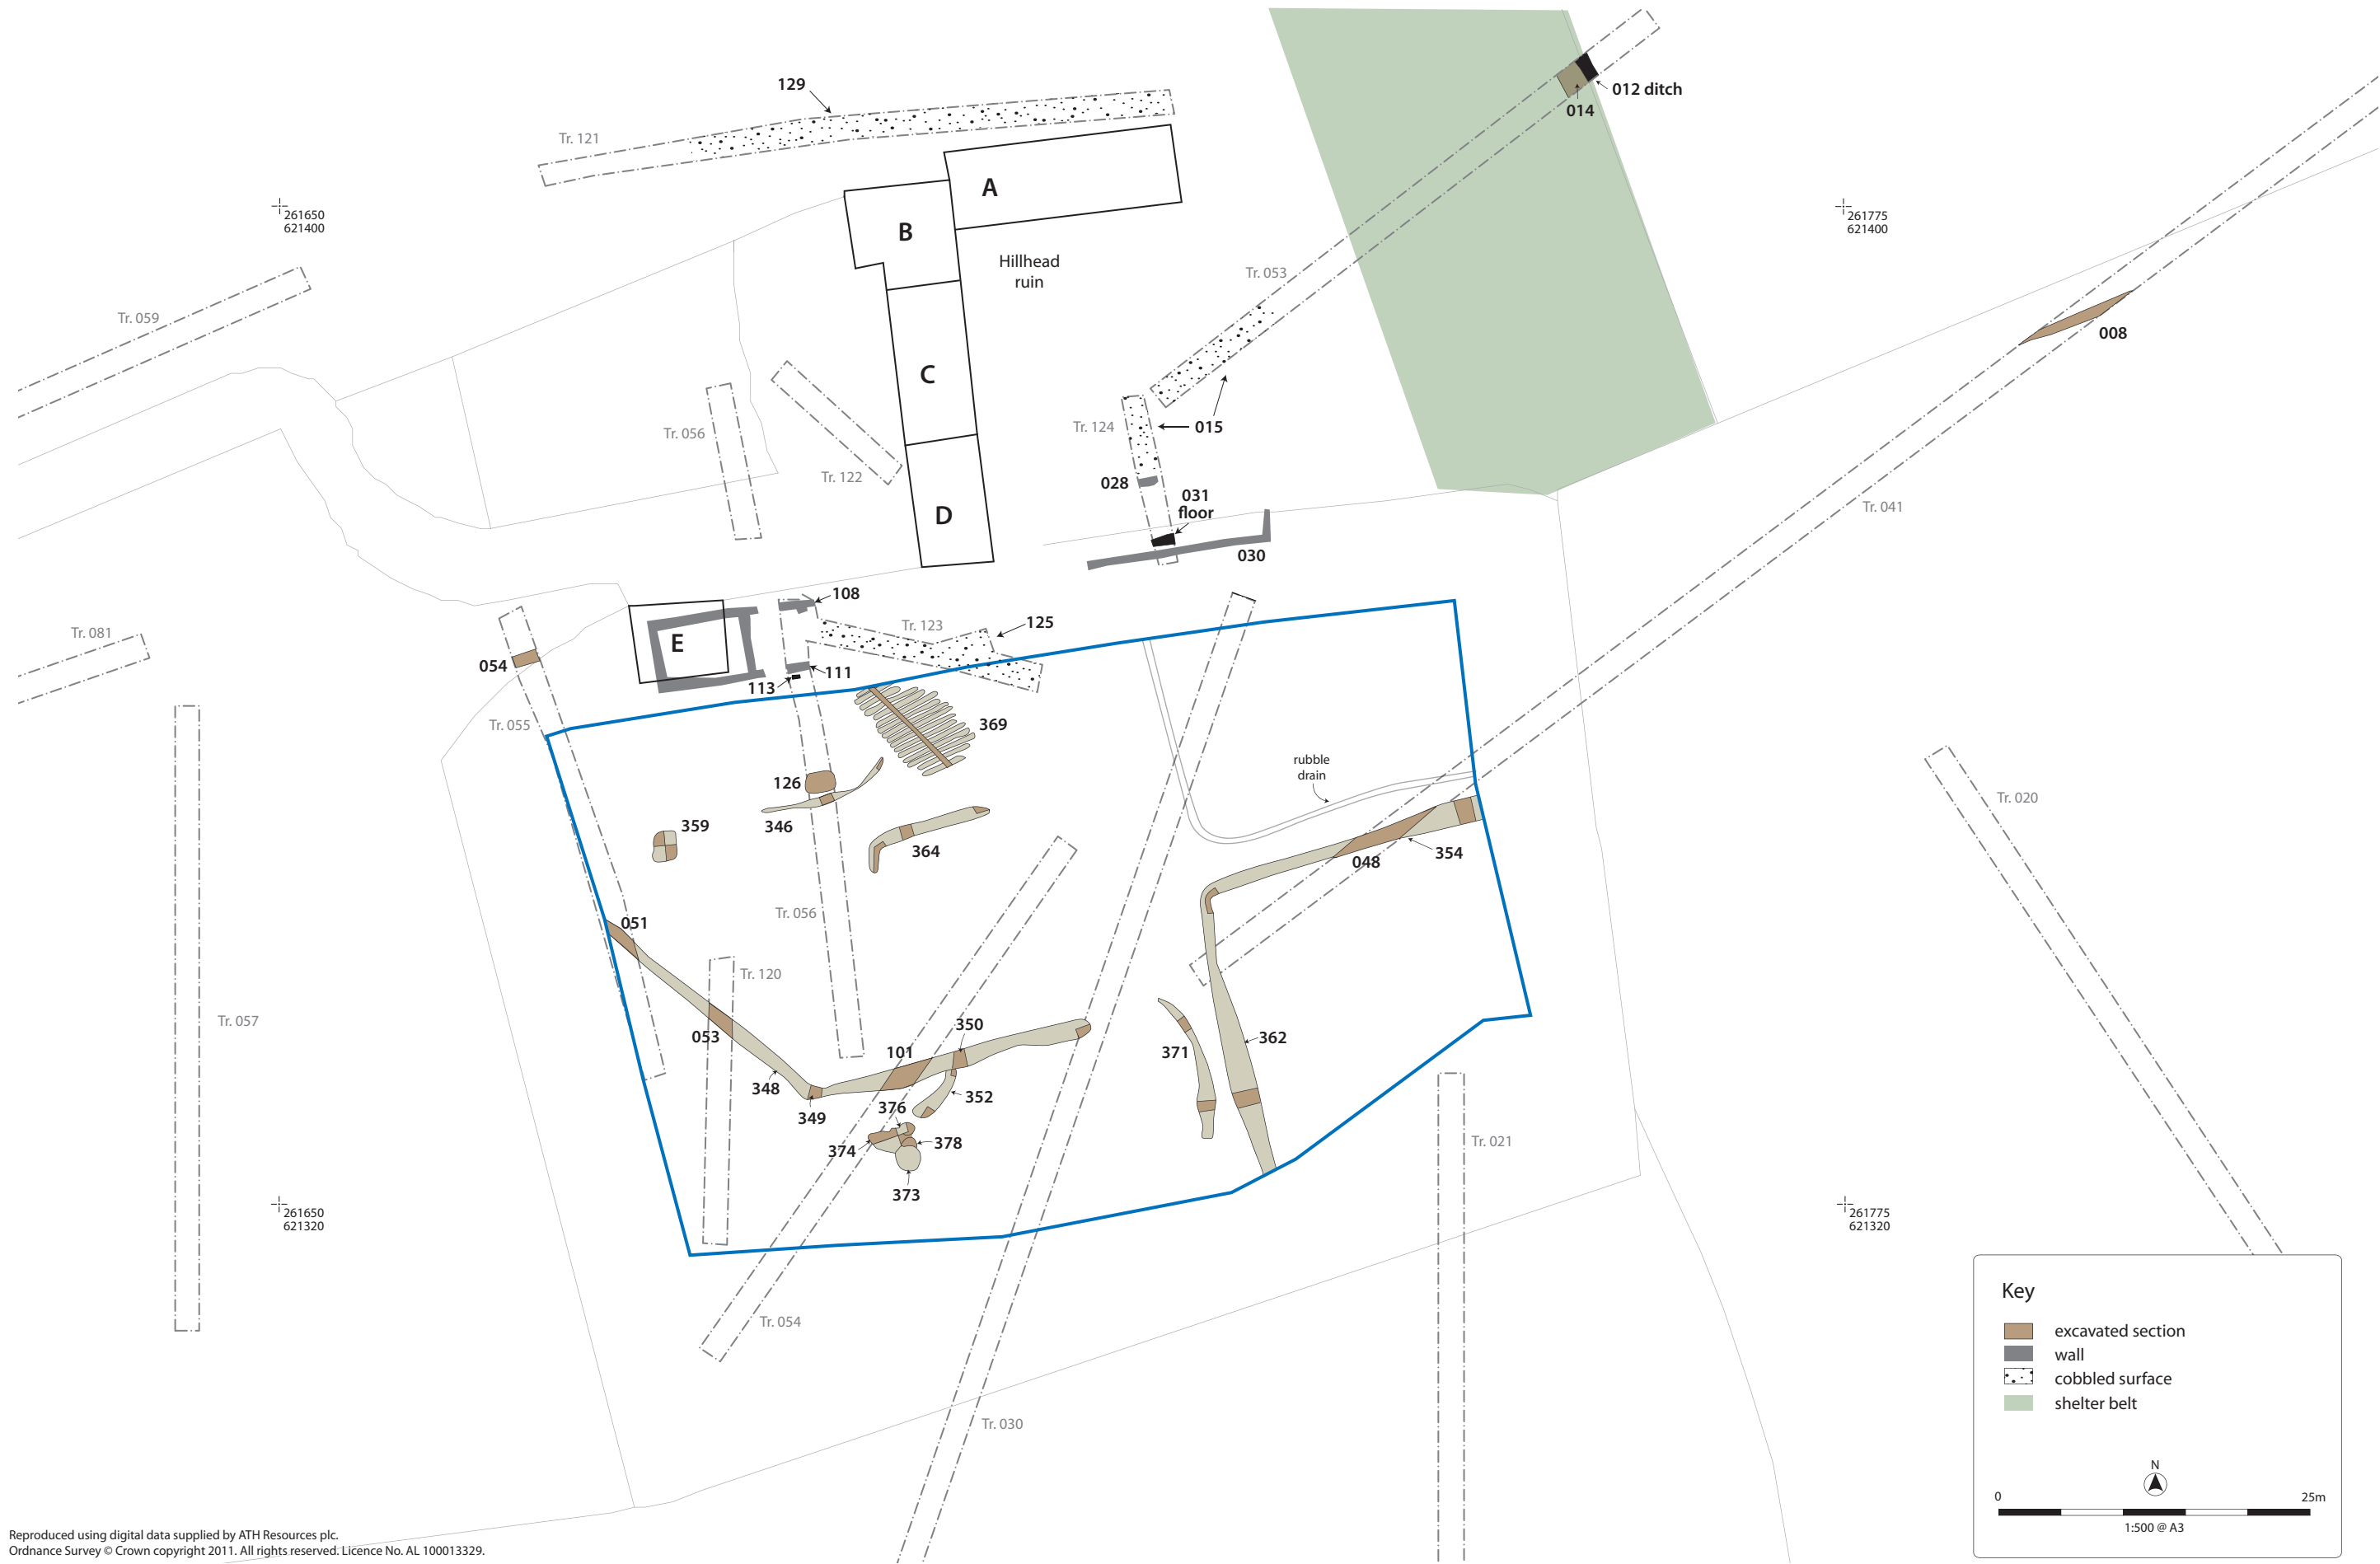 129
Tr. 121
012 ditch
014
A
261650
621400
B
261775
621400
Hillhead
ruin
Tr. 053
Tr. 059
008
C
Tr. 056
Tr. 124
015
Tr. 122
028
031
floor
Tr. 041
D
030
108
Tr. 123
125
Tr. 081
E
054
111
113
Tr. 055
369
rubble
drain
126
Tr. 020
346
359
364
048
354
Tr. 056
051
Tr. 120
Tr. 057
053
350
101
371
362
348
352
349
376
374
378
Tr. 021
373
261650
621320
261775
621320
Key
excavated section
wall
cobbled surface
shelter belt
Tr. 054
Tr. 030
N
0
25m
1:500 @ A3
Reproduced using digital data supplied by ATH Resources plc.
Ordnance Survey © Crown copyright 2011. All rights reserved. Licence No. AL 100013329.